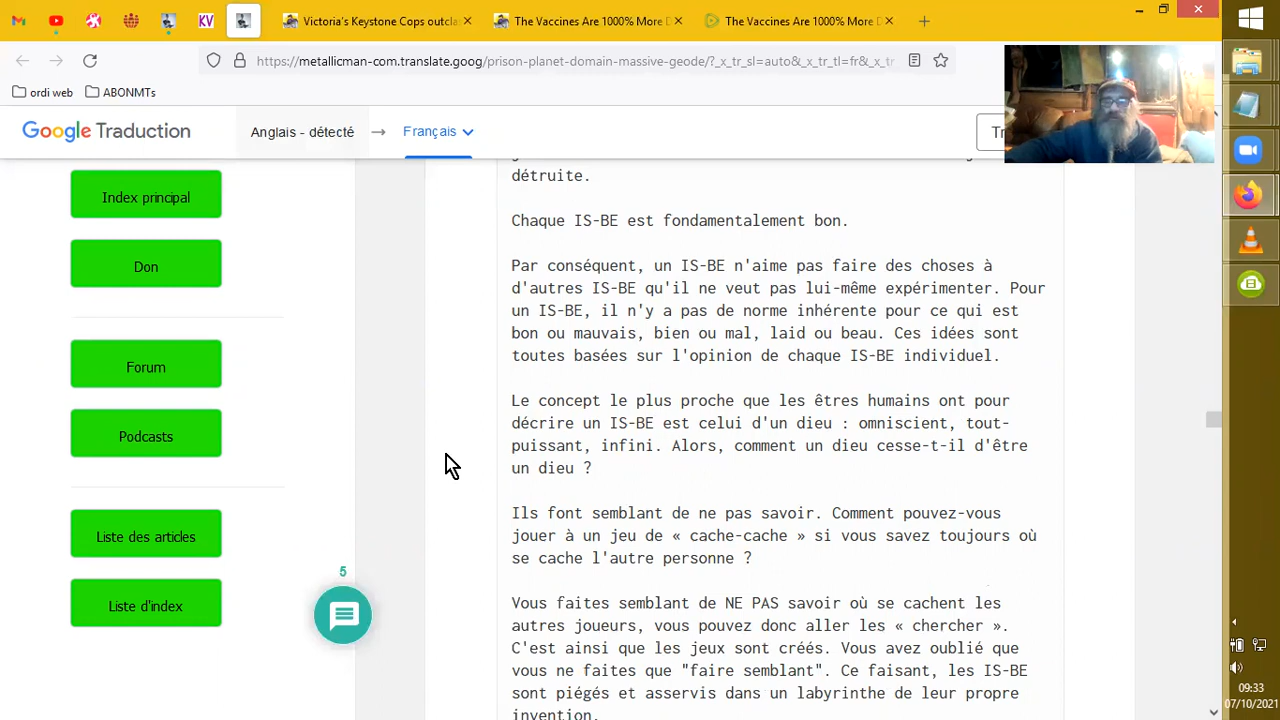 Victoria's Keystone Cops outcla
The Vaccines Are 1000% More D
The Vaccines Are 1000% More D
https://metallicman-com.translate.goog/prison-planet-domain-massive-geode/?_x_tr_sl=auto&_x_tr_tl=fr&_x_
ordi web
ABONMTs
Google Traduction
Anglais - détecté
Français
Index principal
Don
Forum
Podcasts
Liste des articles
Liste d'index
5
détruite.
Chaque IS-BE est fondamentalement bon.
Par conséquent, un IS-BE n'aime pas faire des choses à
d'autres IS-BE qu'il ne veut pas lui-même expérimenter. Pour
un IS-BE, il n'y a pas de norme inhérente pour ce qui est
bon ou mauvais, bien ou mal, laid ou beau. Ces idées sont
toutes basées sur l'opinion de chaque IS-BE individuel.
Le concept le plus proche que les êtres humains ont pour
décrire un IS-BE est celui d'un dieu : omniscient, tout-
puissant, infini. Alors, comment un dieu cesse-t-il d'être
un dieu ?
Ils font semblant de ne pas savoir. Comment pouvez-vous
jouer à un jeu de « cache-cache » si vous savez toujours où
se cache l'autre personne ?
Vous faites semblant de NE PAS savoir où se cachent les
autres joueurs, vous pouvez donc aller les « chercher ».
C'est ainsi que les jeux sont créés. Vous avez oublié que
vous ne faites que "faire semblant". Ce faisant, les IS-BE
sont piégés et asservis dans un labyrinthe de leur propre
invention.
09:33
07/10/2021